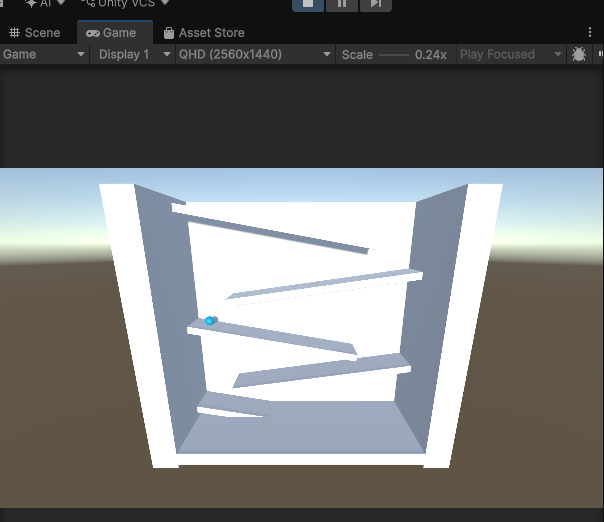 AI Unity VCS
Scene Game Asset Store
Game Display 1 QHD (2560x1440) Scale 0.24x Play Focused